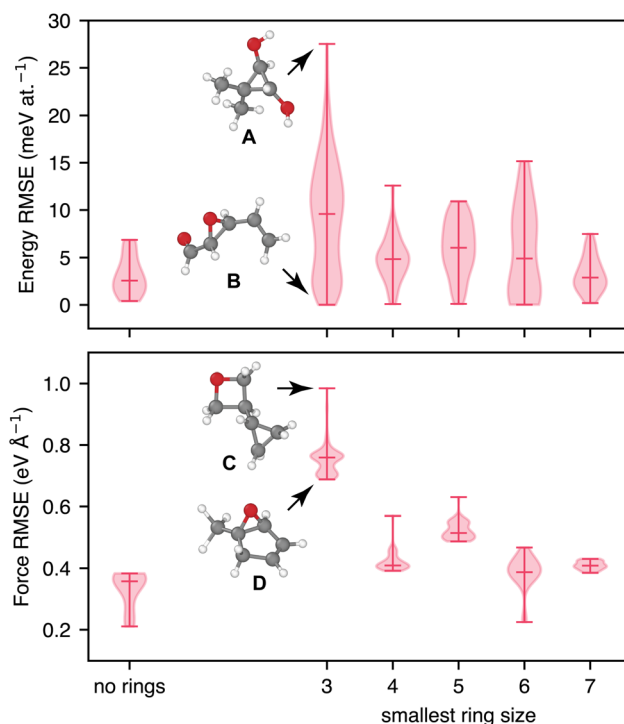 30
25
20
15
10
5
0
Energy RMSE (meV at.⁻¹)
A
B
1.0
0.8
0.6
0.4
0.2
Force RMSE (eV Å⁻¹)
C
D
no rings 3 4 5 6 7
smallest ring size